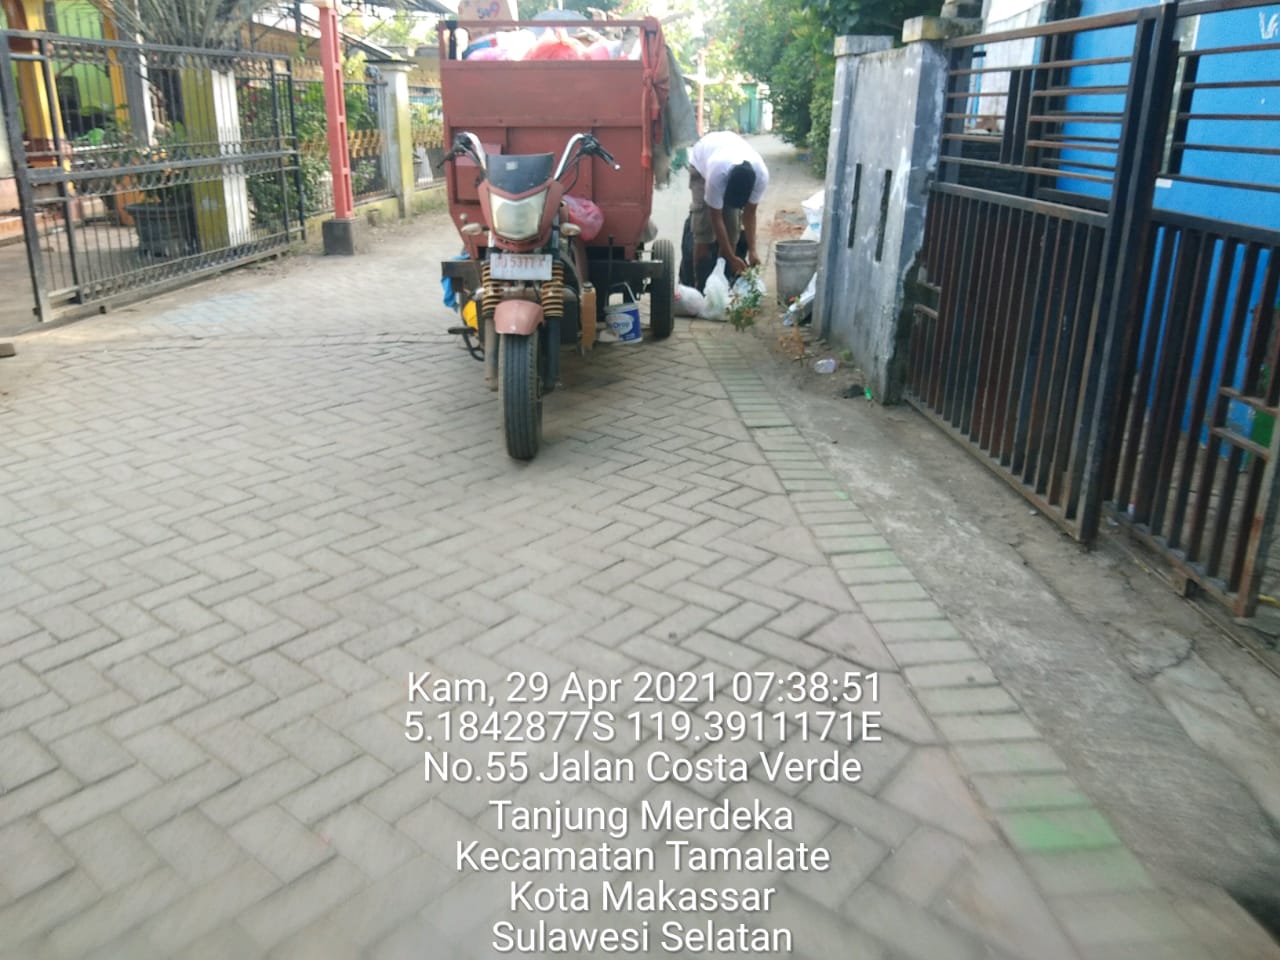 Kam, 29 Apr 2021 07:38:51
5.1842877S 119.3911171E
No.55 Jalan Costa Verde
Tanjung Merdeka
Kecamatan Tamalate
Kota Makassar
Sulawesi Selatan